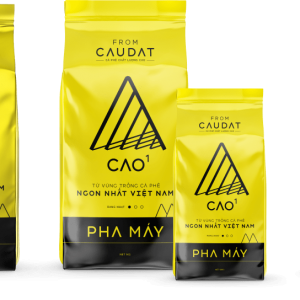 FROM
CAUDAT
CAO¹
TỪ VÙNG TRỒNG CÀ PHÊ
NGON NHẤT VIỆT NAM
PHA MÁY
FROM
CAUDAT
CAO¹
TỪ VÙNG TRỒNG CÀ PHÊ
NGON NHẤT VIỆT NAM
PHA MÁY